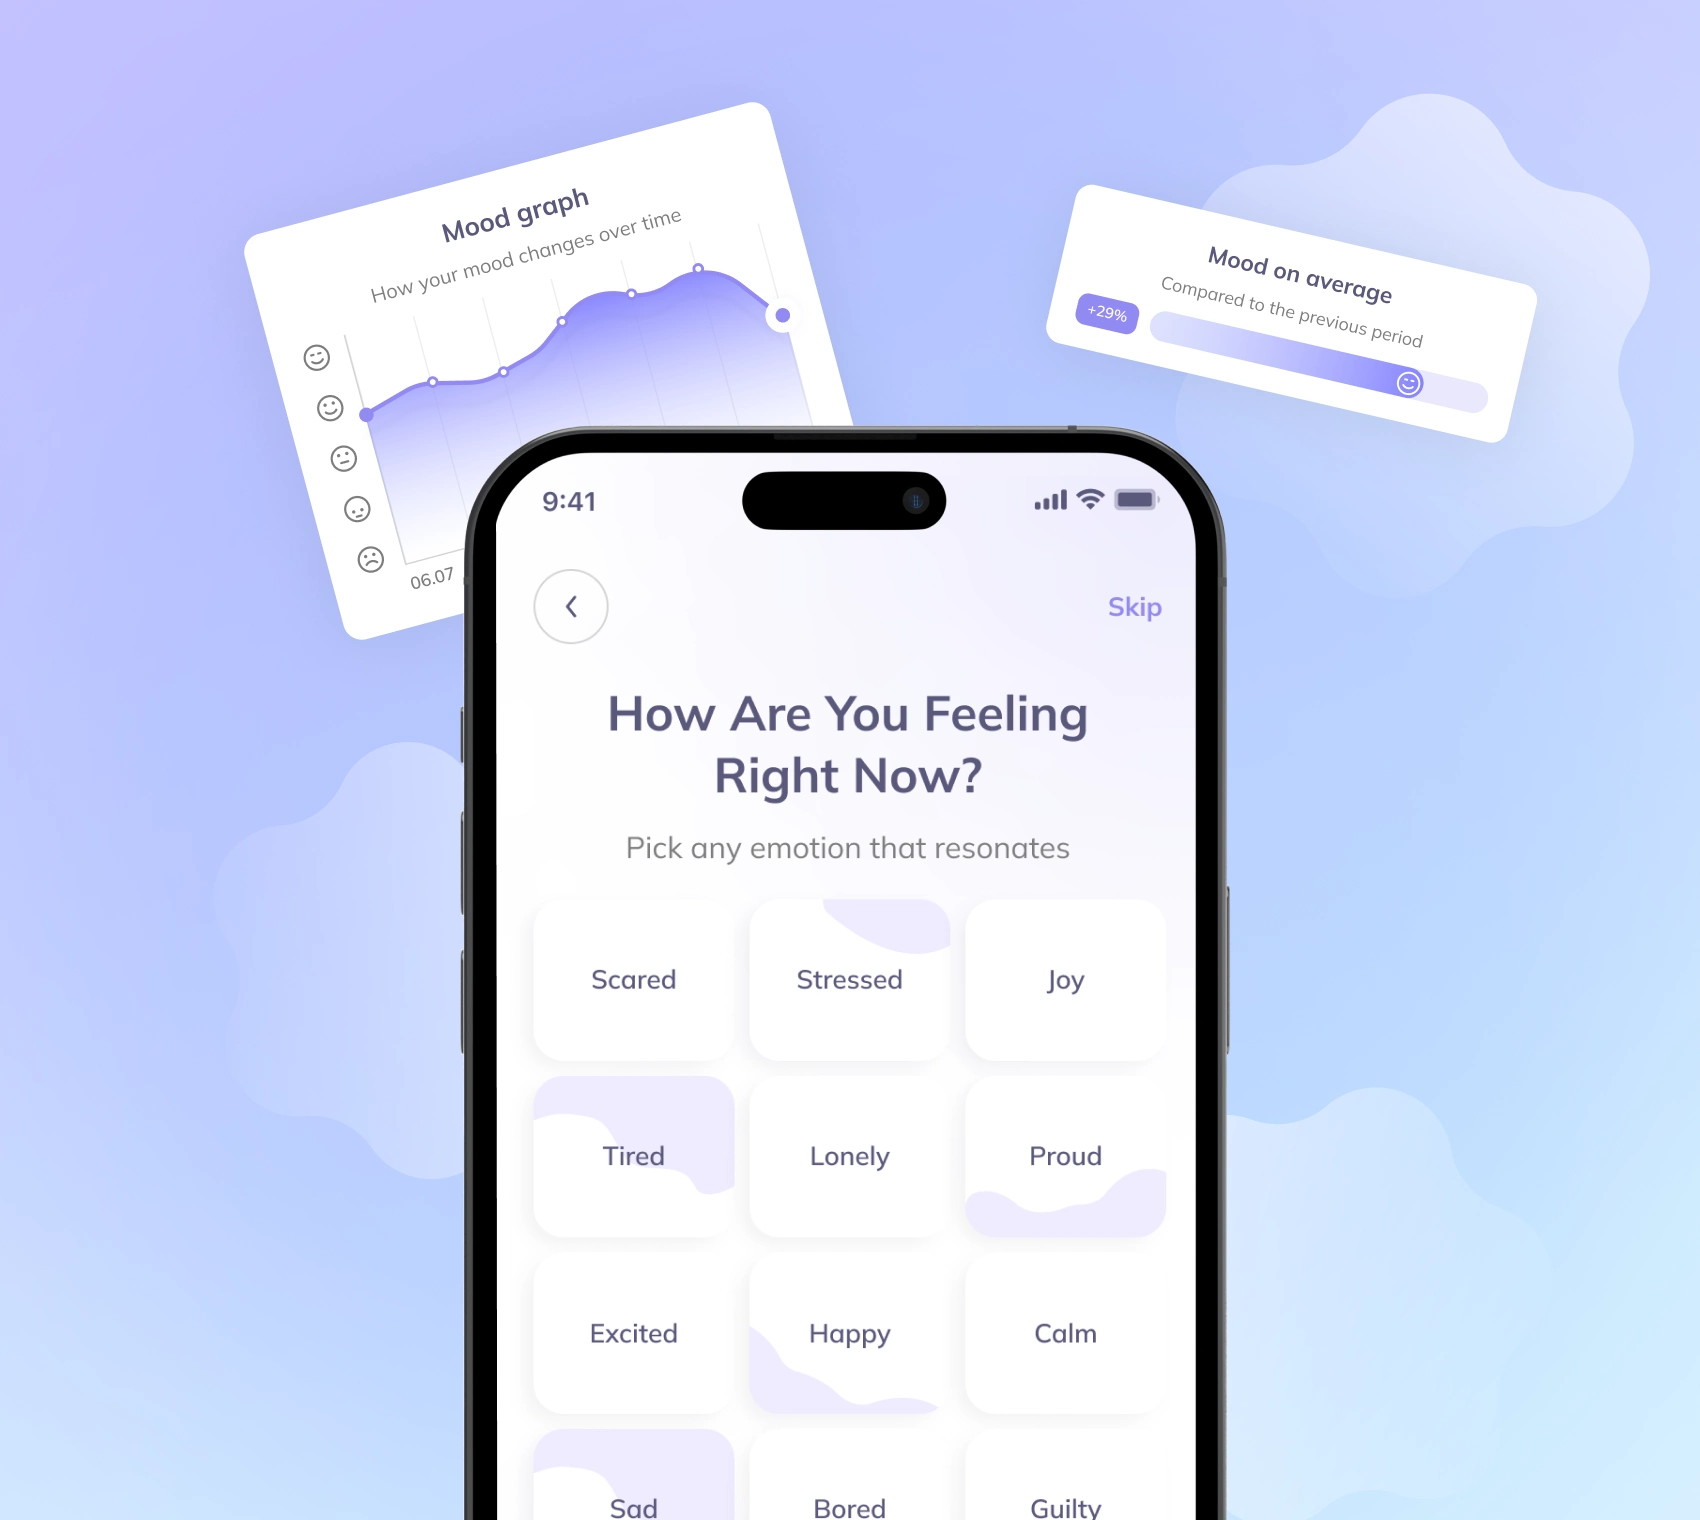 Mood graph
How your mood changes over time
06.07
Mood on average
Compared to the previous period
+29%
9:41
Skip
How Are You Feeling
Right Now?
Pick any emotion that resonates
Scared
Stressed
Joy
Tired
Lonely
Proud
Excited
Happy
Calm
Sad
Bored
Guilty